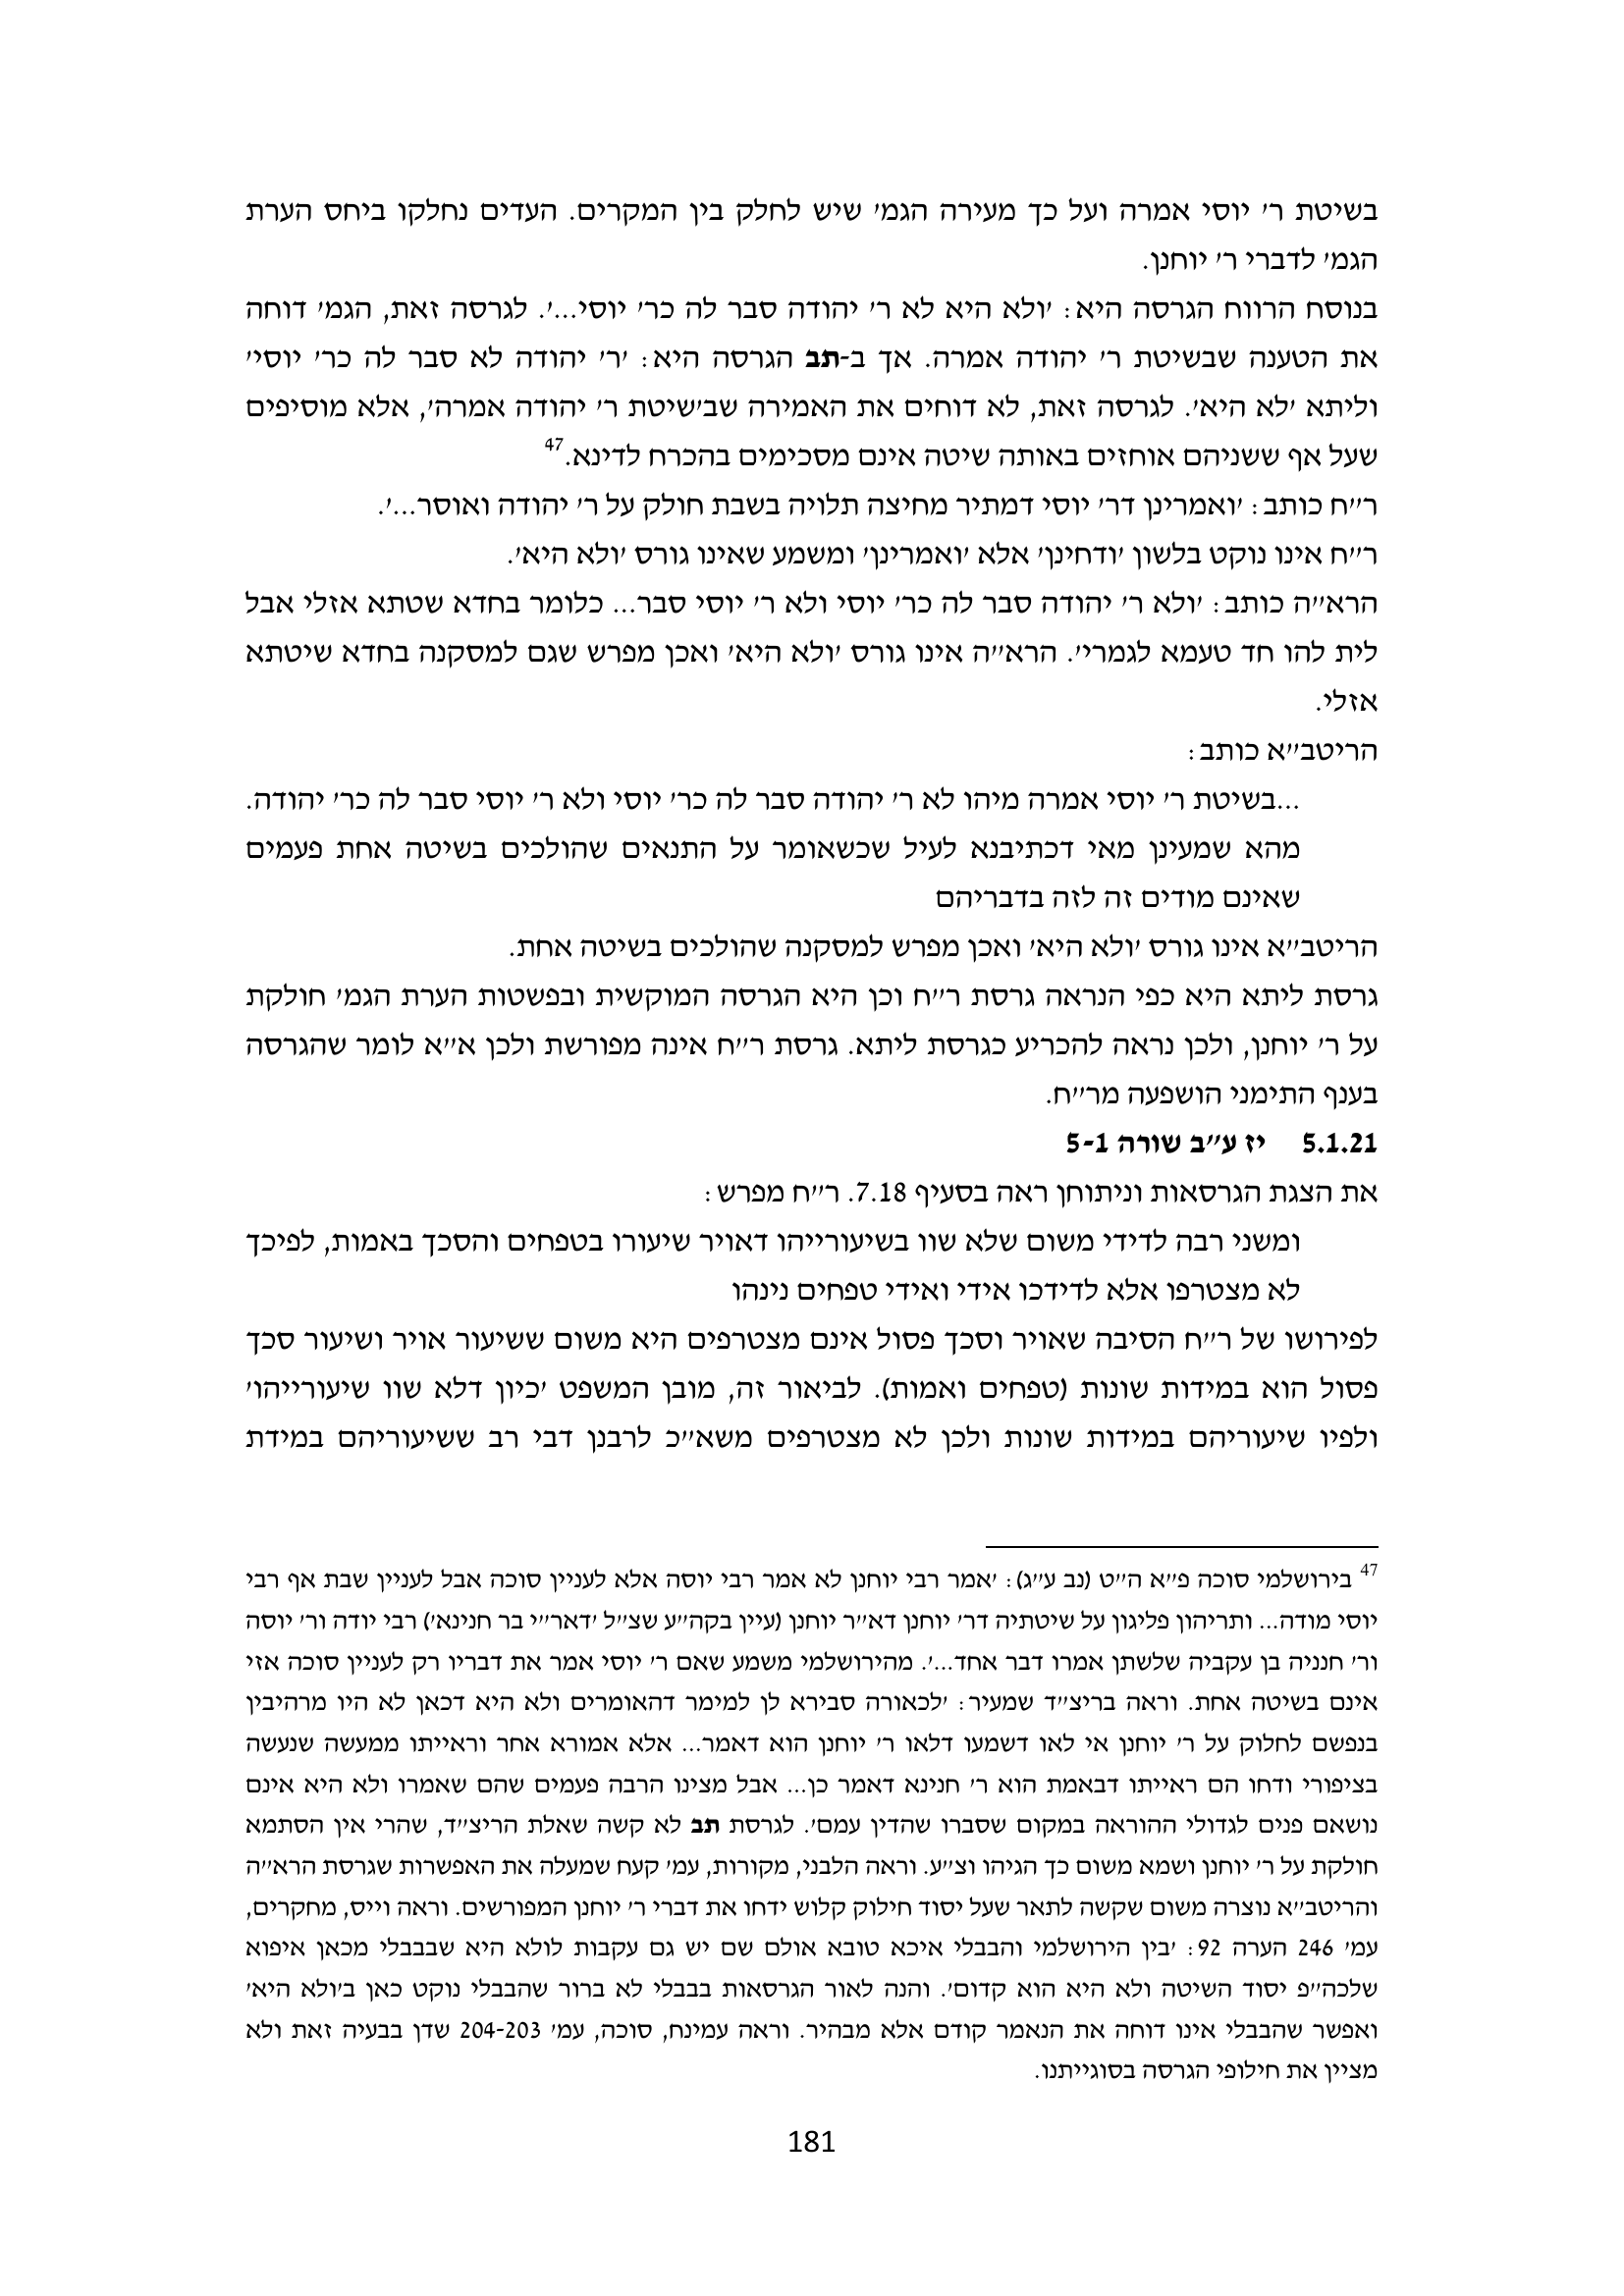 בשיטת ר' יוסי אמרה ועל כך מעירה הגמ' שיש לחלק בין המקרים. העדים נחלקו ביחס הערת
הגמ' לדברי ר' יוחנן.
בנוסח הרווח הגרסה היא: 'ולא היא לא ר' יהודה סבר לה כר' יוסי...'. לגרסה זאת, הגמ' דוחה
את הטענה שבשיטת ר' יהודה אמרה. אך ב-תב הגרסה היא: 'ר' יהודה לא סבר לה כר' יוסי'
וליתא 'לא היא'. לגרסה זאת, לא דוחים את האמירה שב'שיטת ר' יהודה אמרה', אלא מוסיפים
שעל אף ששניהם אוחזים באותה שיטה אינם מסכימים בהכרח לדינא.47
ר"ח כותב: 'ואמרינן דר' יוסי דמתיר מחיצה תלויה בשבת חולק על ר' יהודה ואוסר...'.
ר"ח אינו נוקט בלשון 'ודחינן' אלא 'ואמרינן' ומשמע שאינו גורס 'ולא היא'.
הרא"ה כותב: 'ולא ר' יהודה סבר לה כר' יוסי ולא ר' יוסי סבר... כלומר בחדא שטתא אזלי אבל
לית להו חד טעמא לגמרי'. הרא"ה אינו גורס 'ולא היא' ואכן מפרש שגם למסקנה בחדא שיטתא
אזלי.
הריטב"א כותב:
...בשיטת ר' יוסי אמרה מיהו לא ר' יהודה סבר לה כר' יוסי ולא ר' יוסי סבר לה כר' יהודה.
מהא שמעינן מאי דכתיבנא לעיל שכשאומר על התנאים שהולכים בשיטה אחת פעמים
שאינם מודים זה לזה בדבריהם
הריטב"א אינו גורס 'ולא היא' ואכן מפרש למסקנה שהולכים בשיטה אחת.
גרסת ליתא היא כפי הנראה גרסת ר"ח וכן היא הגרסה המוקשית ובפשטות הערת הגמ' חולקת
על ר' יוחנן, ולכן נראה להכריע כגרסת ליתא. גרסת ר"ח אינה מפורשת ולכן א"א לומר שהגרסה
בענף התימני הושפעה מר"ח.
5.1.21 יז ע"ב שורה 5-1
את הצגת הגרסאות וניתוחן ראה בסעיף 7.18. ר"ח מפרש:
ומשני רבה לדידי משום שלא שוו בשיעורייהו דאויר שיעורו בטפחים והסכך באמות, לפיכך
לא מצטרפו אלא לדידכו אידי ואידי טפחים נינהו
לפירושו של ר"ח הסיבה שאויר וסכך פסול אינם מצטרפים היא משום ששיעור אויר ושיעור סכך
פסול הוא במידות שונות (טפחים ואמות). לביאור זה, מובן המשפט 'כיון דלא שוו שיעורייהו'
ולפיו שיעוריהם במידות שונות ולכן לא מצטרפים משא"כ לרבנן דבי רב ששיעוריהם במידת
47 בירושלמי סוכה פ"א ה"ט (נב ע"ג): 'אמר רבי יוחנן לא אמר רבי יוסה אלא לעניין סוכה אבל לעניין שבת אף רבי
יוסי מודה... ותריהון פליגון על שיטתיה דר' יוחנן דא"ר יוחנן (עיין בקה"ע שצ"ל 'דאר"י בר חנינא') רבי יודה ור' יוסה
ור' חנניה בן עקביה שלשתן אמרו דבר אחד...'. מהירושלמי משמע שאם ר' יוסי אמר את דבריו רק לעניין סוכה אזי
אינם בשיטה אחת. וראה בריצ"ד שמעיר: 'לכאורה סבירא לן למימר דהאומרים ולא היא דכאן לא היו מרהיבין
בנפשם לחלוק על ר' יוחנן אי לאו דשמעו דלאו ר' יוחנן הוא דאמר... אלא אמורא אחר וראייתו ממעשה שנעשה
בציפורי ודחו הם ראייתו דבאמת הוא ר' חנינא דאמר כן... אבל מצינו הרבה פעמים שהם שאמרו ולא היא אינם
נושאם פנים לגדולי ההוראה במקום שסברו שהדין עמם'. לגרסת תב לא קשה שאלת הריצ"ד, שהרי אין הסתמא
חולקת על ר' יוחנן ושמא משום כך הגיהו וצ"ע. וראה הלבני, מקורות, עמ' קעח שמעלה את האפשרות שגרסת הרא"ה
והריטב"א נוצרה משום שקשה לתאר שעל יסוד חילוק קלוש ידחו את דברי ר' יוחנן המפורשים. וראה וייס, מחקרים,
עמ' 246 הערה 92: 'בין הירושלמי והבבלי איכא טובא אולם שם יש גם עקבות לולא היא שבבבלי מכאן איפוא
שלכה"פ יסוד השיטה ולא היא הוא קדום'. והנה לאור הגרסאות בבבלי לא ברור שהבבלי נוקט כאן ב'ולא היא'
ואפשר שהבבלי אינו דוחה את הנאמר קודם אלא מבהיר. וראה עמינח, סוכה, עמ' 204-203 שדן בבעיה זאת ולא
מציין את חילופי הגרסה בסוגייתנו.
181